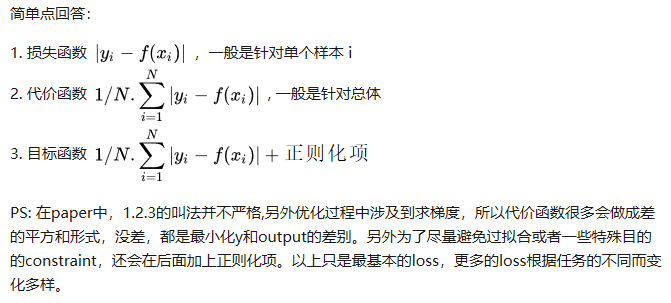 简单点回答：
1. 损失函数 |y_i − f(x_i)| ，一般是针对单个样本 i
2. 代价函数 1/N.∑_{i=1}^{N} |y_i − f(x_i)| ，一般是针对总体
3. 目标函数 1/N.∑_{i=1}^{N} |y_i − f(x_i)| + 正则化项
PS: 在paper中，1.2.3的叫法并不严格,另外优化过程中涉及到求梯度，所以代价函数很多会做成差
的平方和形式，没差，都是最小化y和output的差别。另外为了尽量避免过拟合或者一些特殊目的
的constraint，还会在后面加上正则化项。以上只是最基本的loss，更多的loss根据任务的不同而变
化多样。